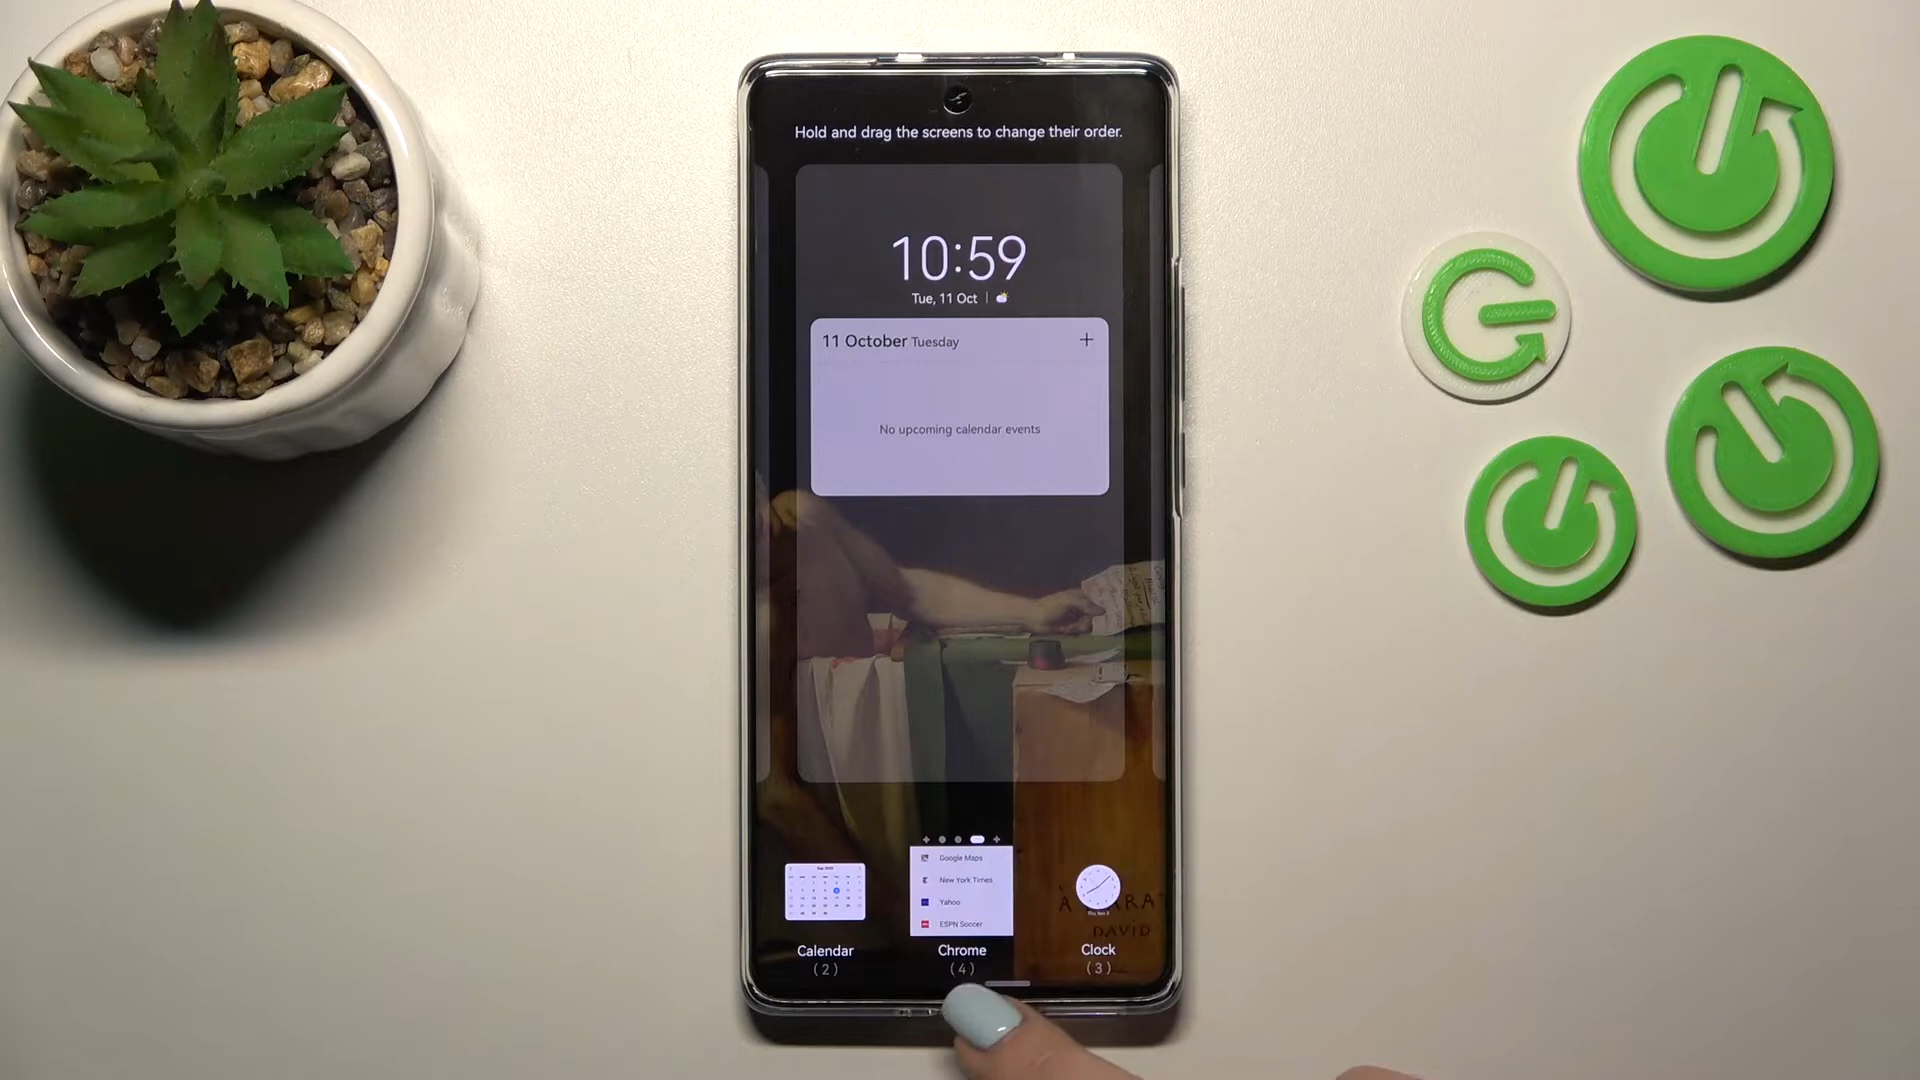 Hold and drag the screens to change their order.
10:59
Tue, 11 Oct
11 October Tuesday +
No upcoming calendar events
Google Maps
New York Times
Yahoo
ESPN Soccer
Calendar
(2)
Chrome
(4)
Clock
(3)
DAVID